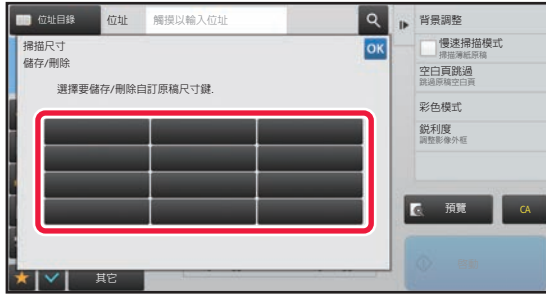 位址目錄
位址
觸摸以輸入位址
掃描尺寸
儲存/刪除
OK
選擇要儲存/刪除自訂原稿尺寸鍵.
其它
背景調整
慢速掃描模式
掃描薄紙原稿
空白頁跳過
跳過原稿空白頁
彩色模式
銳利度
調整影像外框
預覽
CA